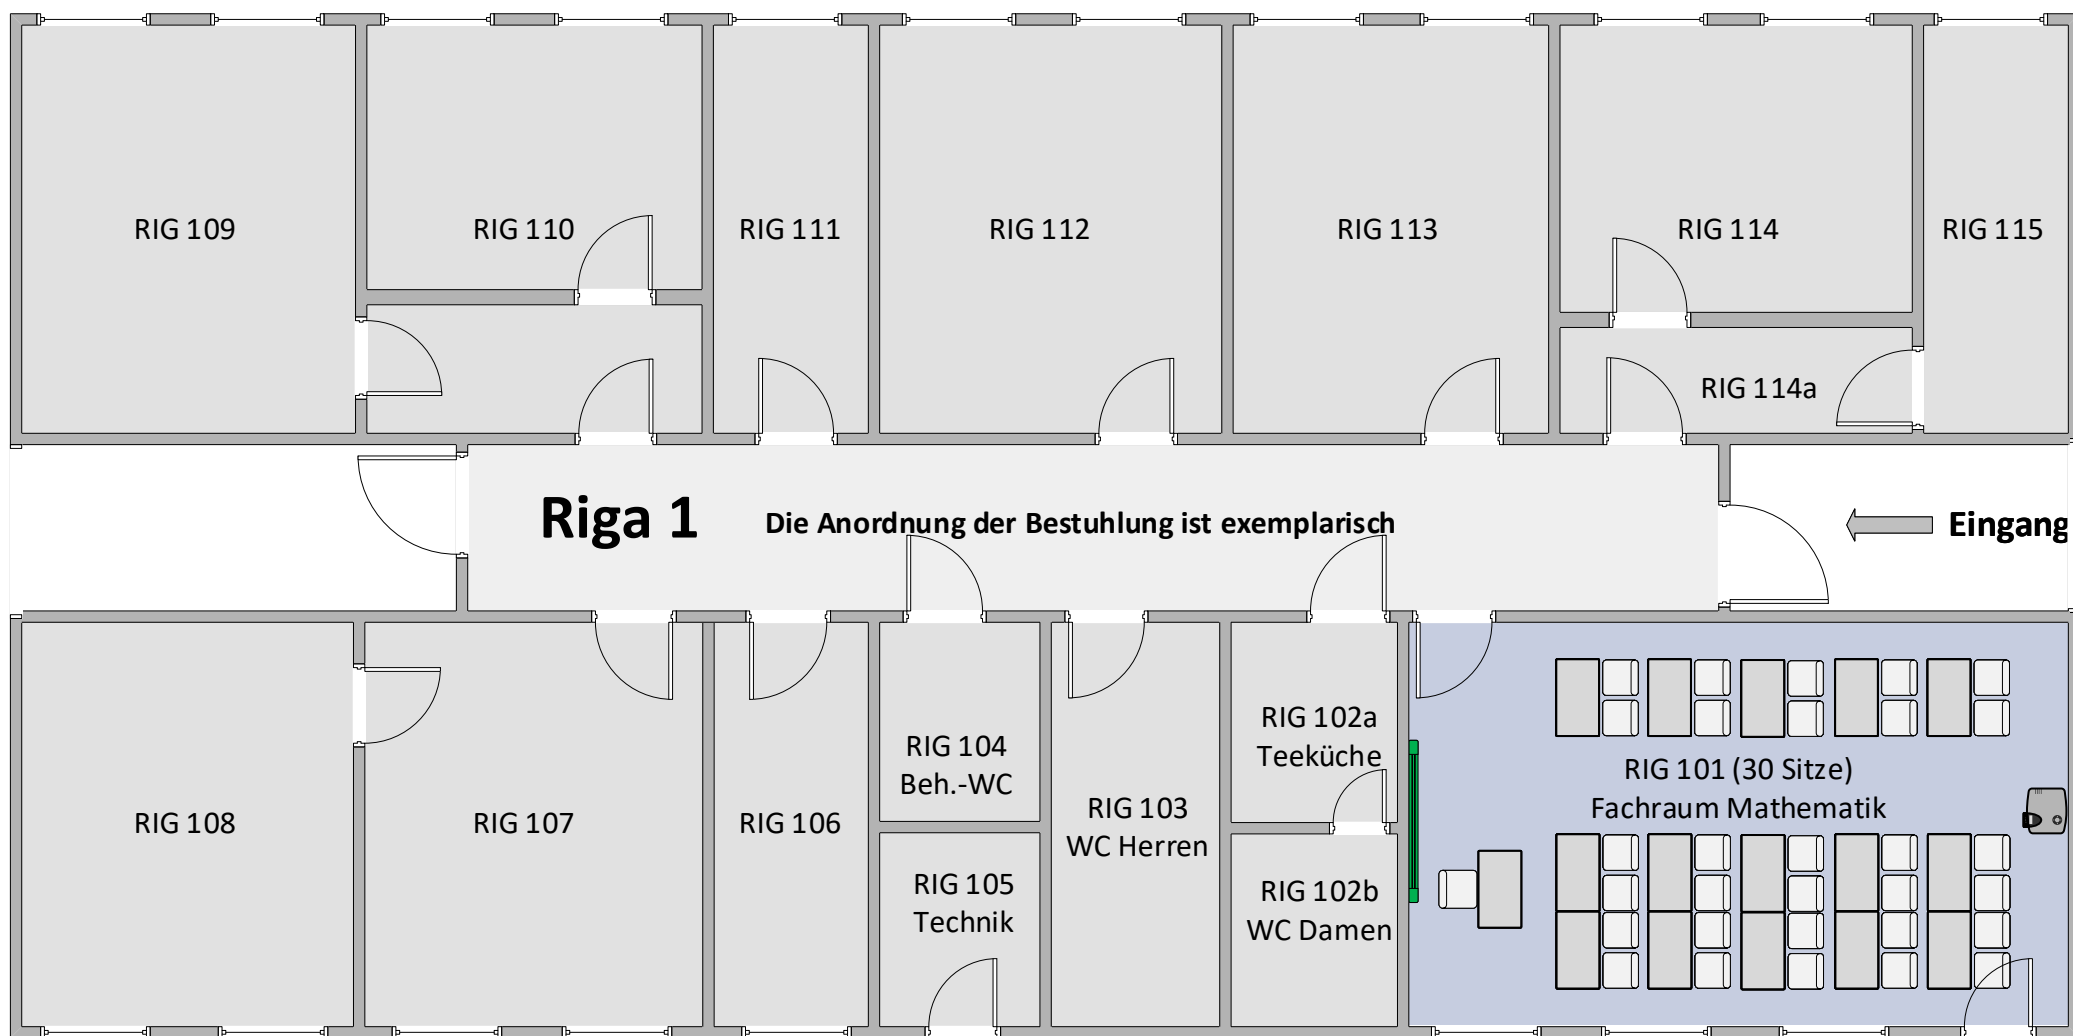 RIG 109
RIG 110
RIG 111
RIG 112
RIG 113
RIG 114
RIG 115
RIG 114a
Riga 1
Die Anordnung der Bestuhlung ist exemplarisch
Eingang
RIG 108
RIG 107
RIG 106
RIG 104
Beh.-WC
RIG 105
Technik
RIG 103
WC Herren
RIG 102a
Teeküche
RIG 102b
WC Damen
RIG 101 (30 Sitze)
Fachraum Mathematik